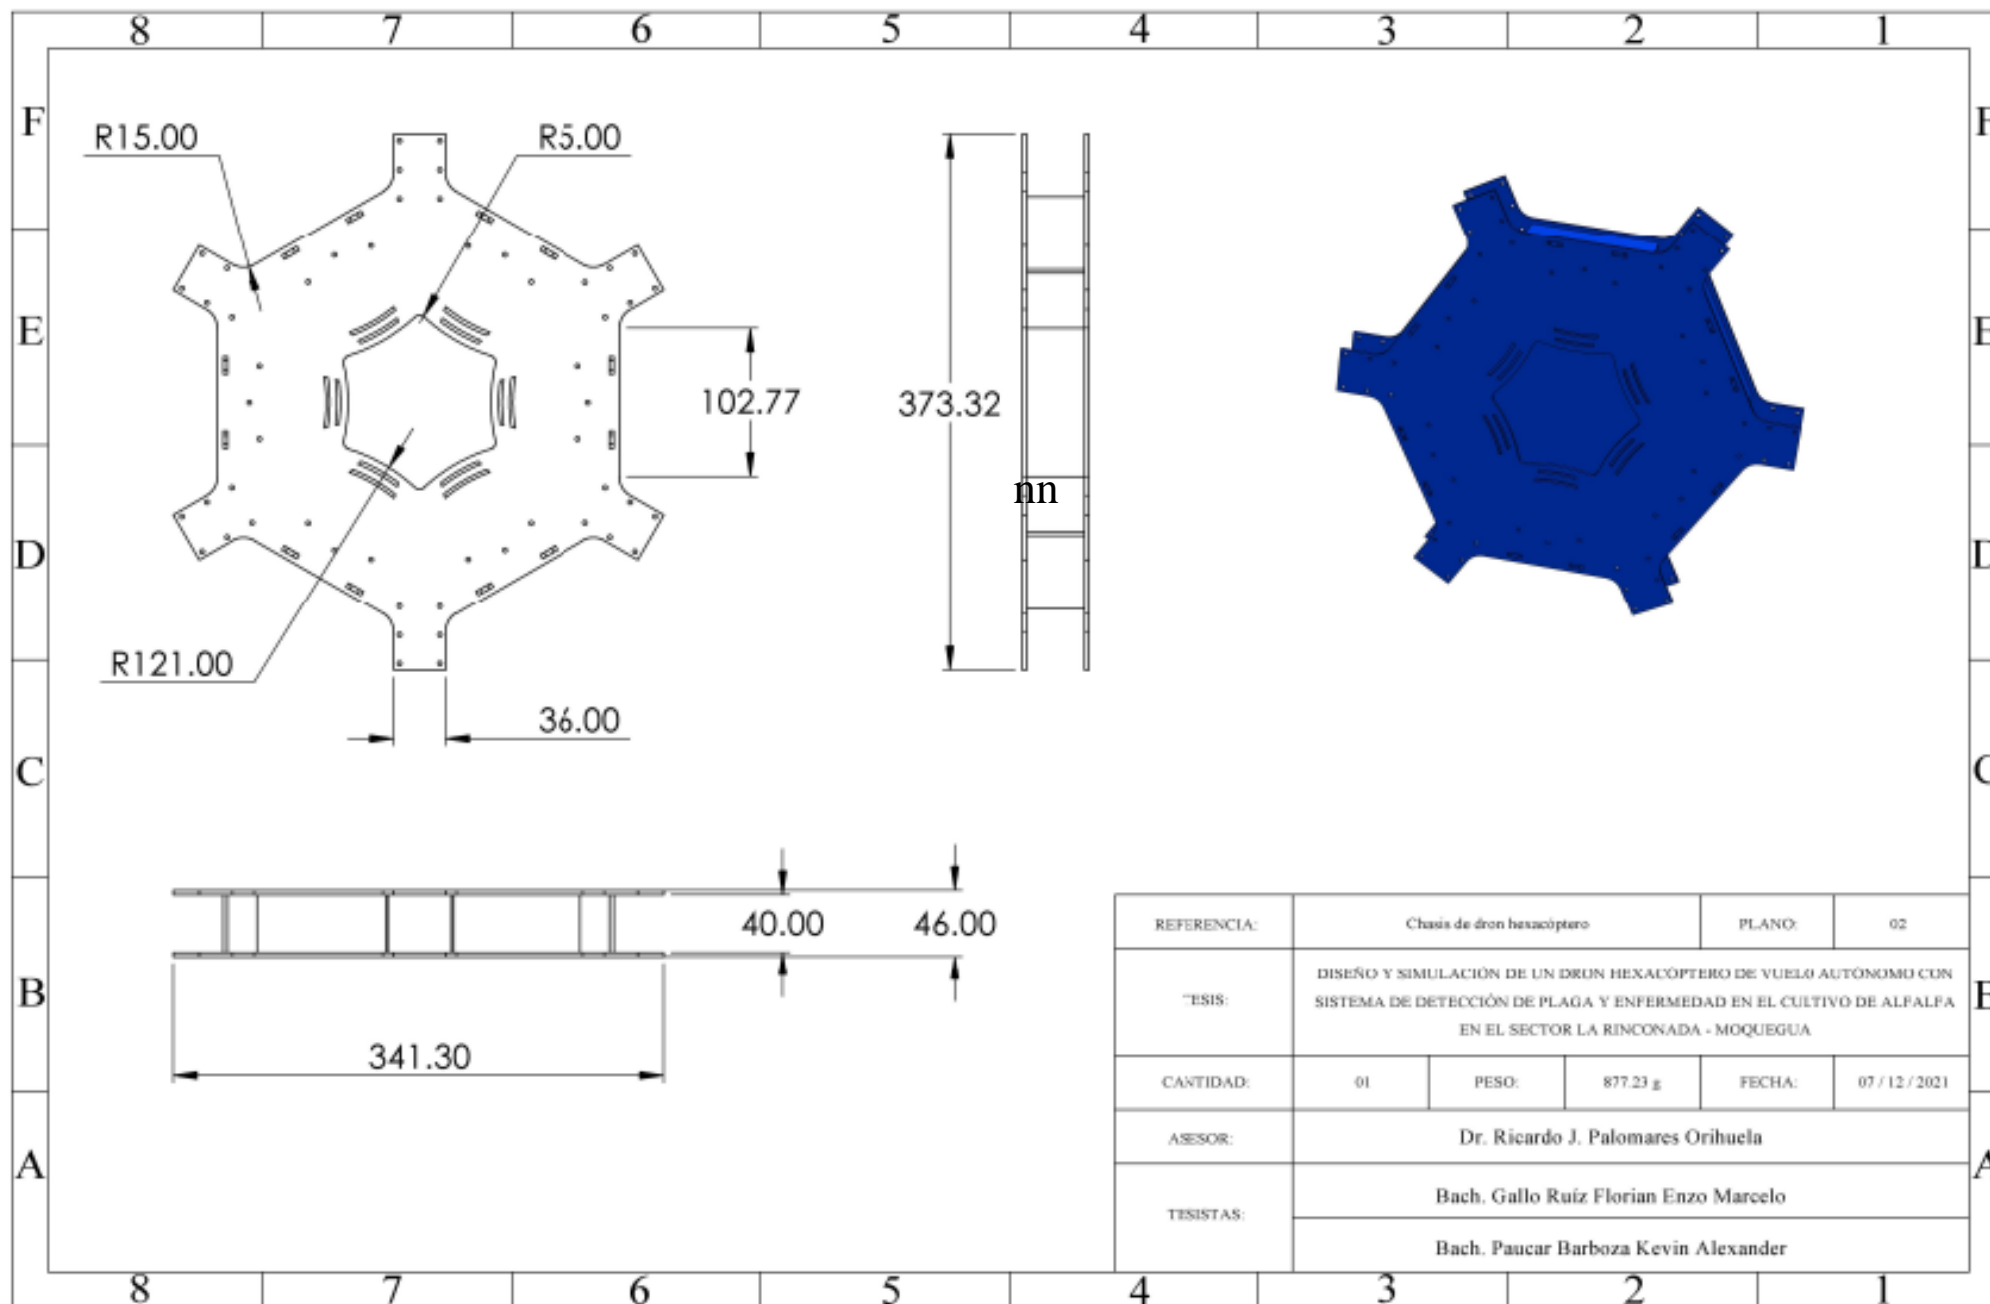 8 7 6 5 4 3 2 1
F
F
R15.00
R5.00
E
E
102.77
373.32
nn
D
D
R121.00
36.00
C
C
40.00
46.00
B
B
341.30
A
A
REFERENCIA: Chasis de dron hexacóptero PLANO: 02
TESIS:
DISEÑO Y SIMULACIÓN DE UN DRON HEXACÓPTERO DE VUELO AUTÓNOMO CON
SISTEMA DE DETECCIÓN DE PLAGA Y ENFERMEDAD EN EL CULTIVO DE ALFALFA
EN EL SECTOR LA RINCONADA - MOQUEGUA
CANTIDAD: 01 PESO: 877.23 g FECHA: 07 / 12 / 2021
ASESOR: Dr. Ricardo J. Palomares Orihuela
TESISTAS:
Bach. Gallo Ruíz Florian Enzo Marcelo
Bach. Paucar Barboza Kevin Alexander
8 7 6 5 4 3 2 1